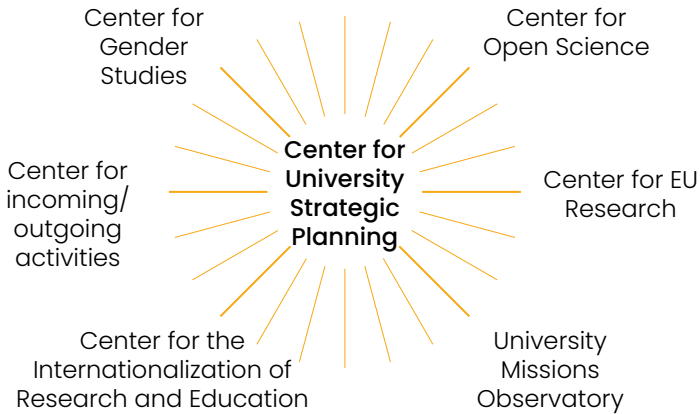 Center for
Gender
Studies
Center for
Open Science
Center for
University
Strategic
Planning
Center for
incoming/
outgoing
activities
Center for EU
Research
Center for the
Internationalization of
Research and Education
University
Missions
Observatory